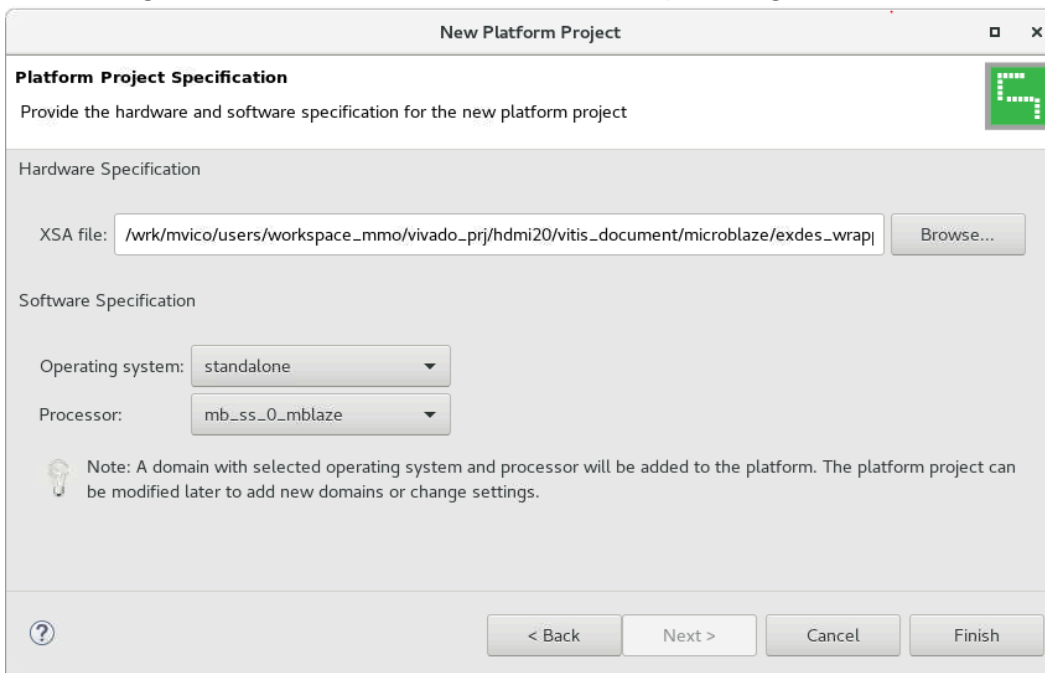 New Platform Project
Platform Project Specification
Provide the hardware and software specification for the new platform project
Hardware Specification
XSA file: /wrk/mvico/users/workspace_mmo/vivado_prj/hdmi20/vitis_document/microblaze/exdes_wrap Browse...
Software Specification
Operating system: standalone
Processor: mb_ss_0_mblaze
Note: A domain with selected operating system and processor will be added to the platform. The platform project can
be modified later to add new domains or change settings.
? < Back Next > Cancel Finish